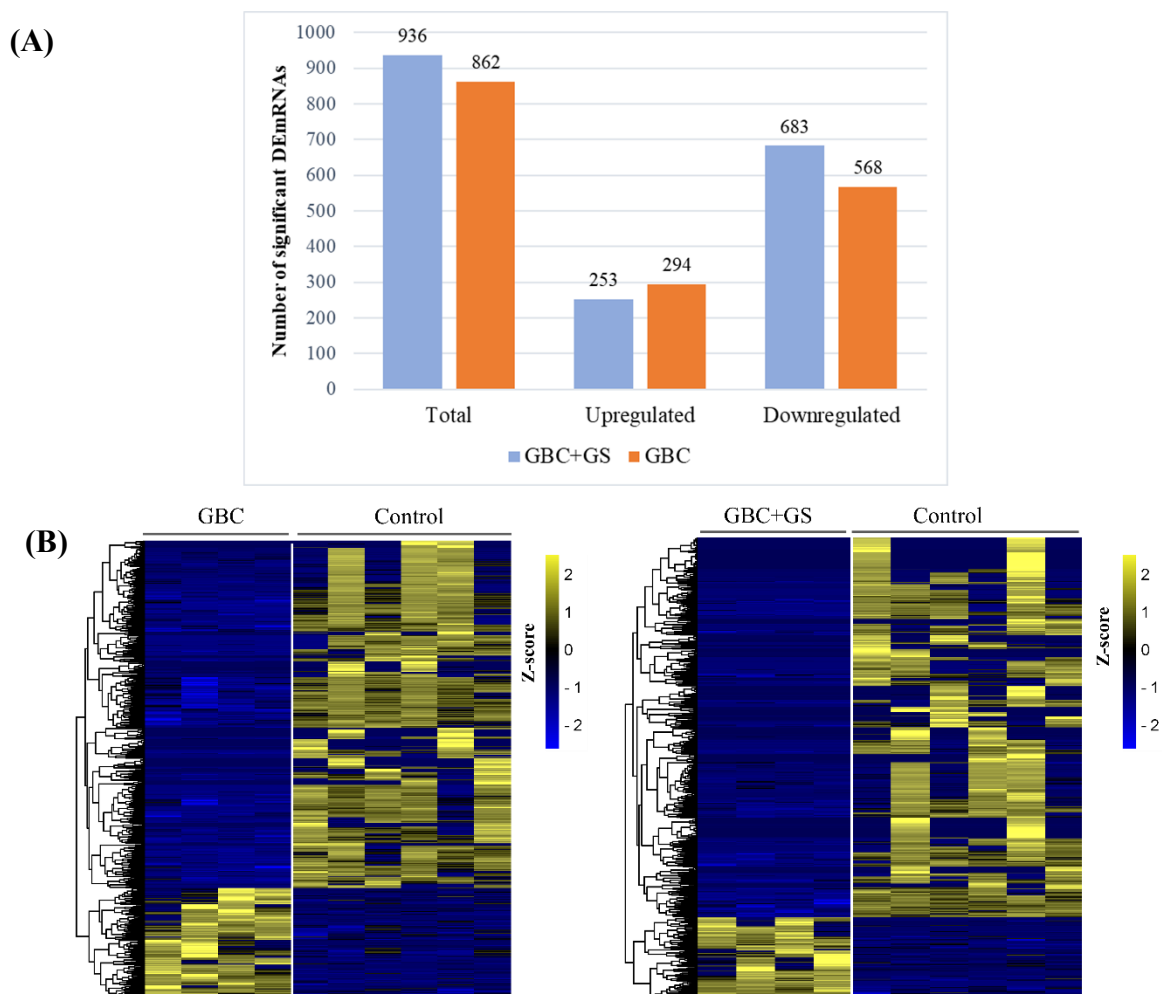 (A)
Number of significant DEmRNAs
1000
900
800
700
600
500
400
300
200
100
0
936
862
253
294
683
568
Total
Upregulated
Downregulated
GBC+GS
GBC
(B)
GBC
Control
2
1
0
- 1
- 2
Z-score
GBC+GS
Control
2
1
0
- 1
- 2
Z-score